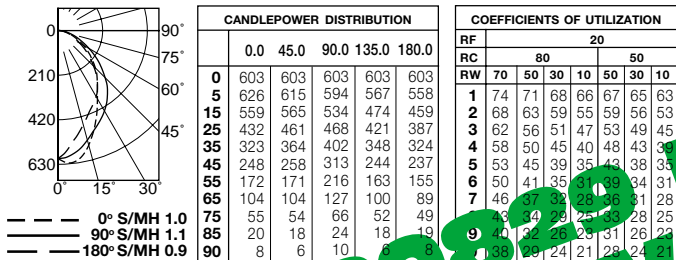 0
210
420
630
90°
75°
60°
45°
0° 15° 30°
0° S/MH 1.0
90° S/MH 1.1
180° S/MH 0.9
CANDLEPOWER DISTRIBUTION
0.0 45.0 90.0 135.0 180.0
0 603 603 603 603 603
5 626 615 594 567 558
15 559 565 534 474 459
25 432 461 468 421 387
35 323 364 402 348 324
45 248 258 313 244 237
55 172 171 216 163 155
65 104 104 127 100 89
75 55 54 66 52 49
85 20 18 24 18 19
90 8 6 10 6 8
COEFFICIENTS OF UTILIZATION
RF 20
RC 80 50
RW 70 50 30 10 50 30 10
1 74 71 68 66 67 65 63
2 68 63 59 55 59 56 53
3 62 56 51 47 53 49 45
4 58 50 45 40 48 43 39
5 53 45 39 35 43 38 35
6 50 41 35 31 39 34 31
7 46 37 32 28 36 31 28
43 34 29 25 33 28 25
9 40 32 26 23 31 26 23
38 29 24 21 28 24 21